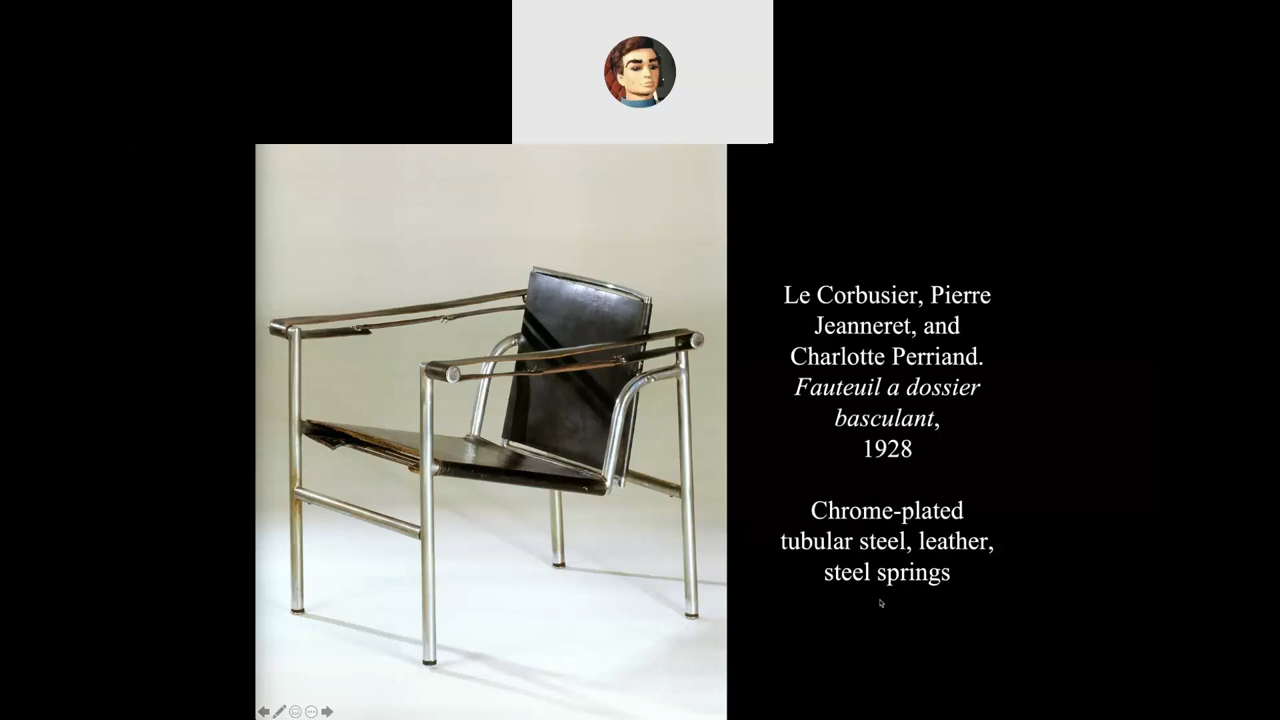 Le Corbusier, Pierre
Jeanneret, and
Charlotte Perriand.
Fauteuil a dossier
basculant,
1928
Chrome-plated
tubular steel, leather,
steel springs